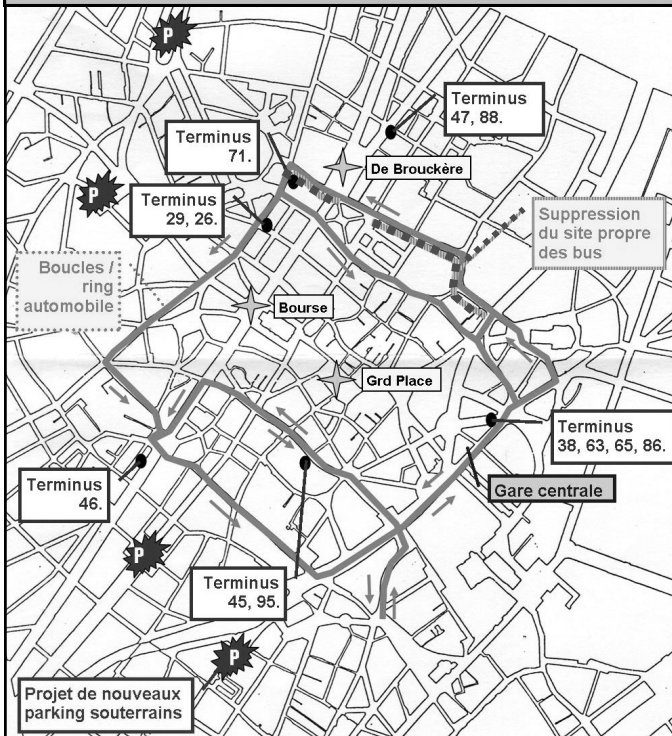 P
Terminus
47, 88.
Terminus
71.
De Brouckère
P
Terminus
29, 26.
Suppression
du site propre
des bus
Boucles /
ring
automobile
Bourse
Grd Place
Terminus
38, 63, 65, 86.
Terminus
46.
Gare centrale
P
Terminus
45, 95.
P
Projet de nouveaux
parking souterrains